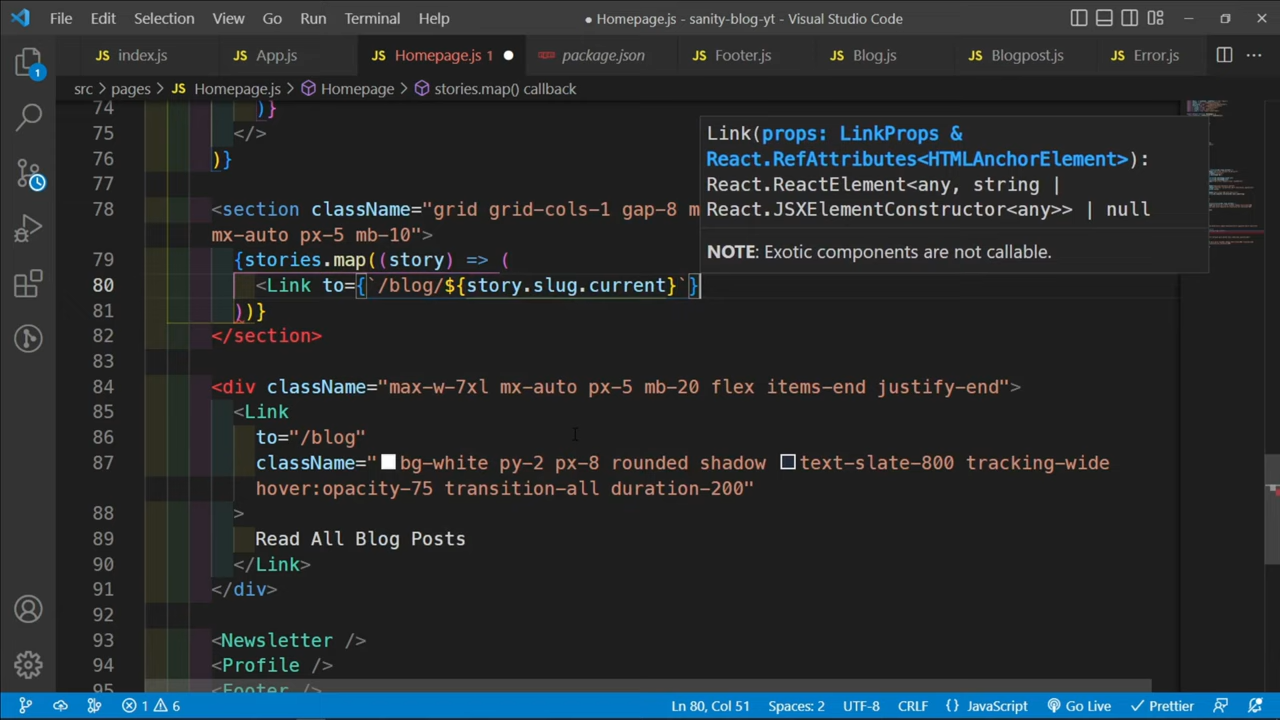 File Edit Selection View Go Run Terminal Help ● Homepage.js - sanity-blog-yt - Visual Studio Code
JS index.js JS App.js JS Homepage.js 1 package.json JS Footer.js JS Blog.js JS Blogpost.js JS Error.js
src > pages > JS Homepage.js > Homepage > stories.map() callback
74 )}
75 </>
76 )}
77
78 <section className="grid grid-cols-1 gap-8 m
mx-auto px-5 mb-10">
79 {stories.map((story) => (
80 <Link to={`/blog/${story.slug.current}`}
81 ))}
82 </section>
83
84 <div className="max-w-7xl mx-auto px-5 mb-20 flex items-end justify-end">
85 <Link
86 to="/blog"
87 className="bg-white py-2 px-8 rounded shadow text-slate-800 tracking-wide
hover:opacity-75 transition-all duration-200"
88 >
89 Read All Blog Posts
90 </Link>
91 </div>
92
93 <Newsletter />
94 <Profile />
95 <Footer />
Link(props: LinkProps &
React.RefAttributes<HTMLAnchorElement>):
React.ReactElement<any, string |
React.JSXElementConstructor<any>> | null
NOTE: Exotic components are not callable.
1
1 6 Ln 80, Col 51 Spaces: 2 UTF-8 CRLF {} JavaScript Go Live Prettier